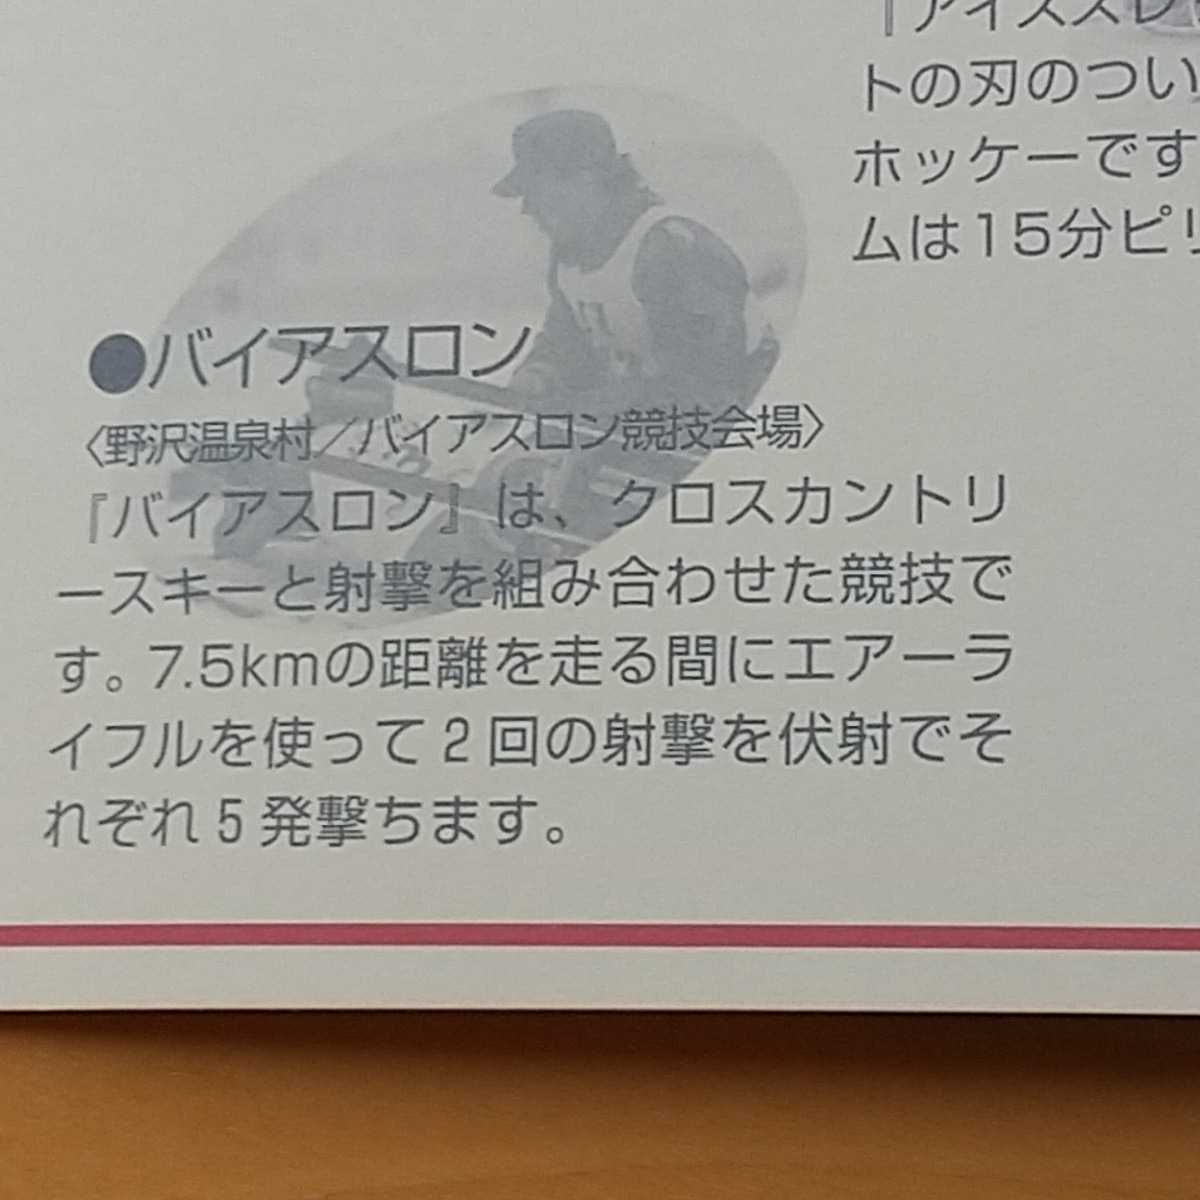 ●バイアスロン
〈野沢温泉村／バイアスロン競技会場〉
『バイアスロン』は、クロスカントリ
ースキーと射撃を組み合わせた競技で
す。7.5kmの距離を走る間にエアーラ
イフルを使って2回の射撃を伏射でそ
れぞれ5発撃ちます。
『アイススレ
トの刃のつい
ホッケーです
ムは15分ピリ